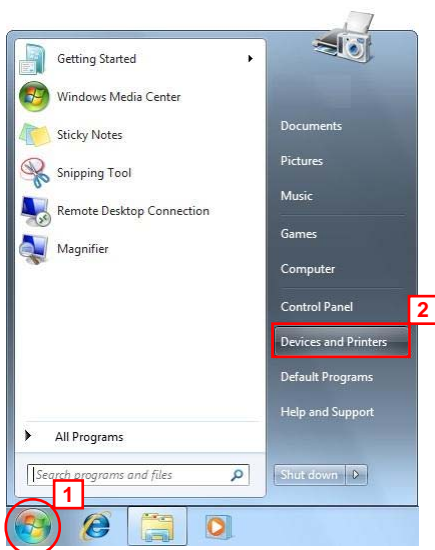 Getting Started
Windows Media Center
Sticky Notes
Snipping Tool
Remote Desktop Connection
Magnifier
All Programs
Search programs and files
Documents
Pictures
Music
Games
Computer
Control Panel
2
Devices and Printers
Default Programs
Help and Support
Shut down
1